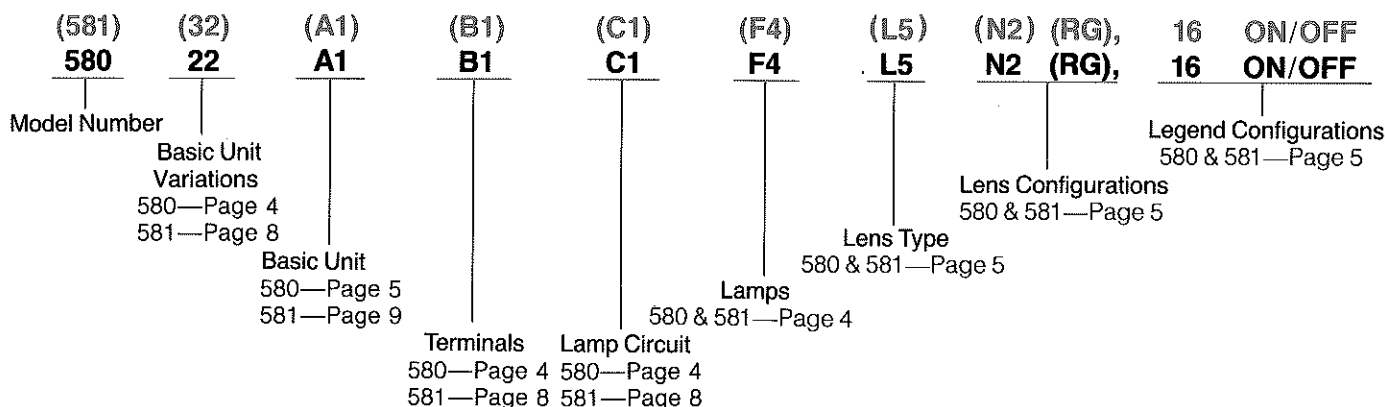 (581) (32) (A1) (B1) (C1) (F4) (L5) (N2) (RG), 16 ON/OFF
580 22 A1 B1 C1 F4 L5 N2 (RG), 16 ON/OFF
Model Number
Basic Unit
Variations
580—Page 4
581—Page 8
Basic Unit
580—Page 5
581—Page 9
Terminals
580—Page 4
581—Page 8
Lamp Circuit
580—Page 4
581—Page 8
Lamps
580 & 581—Page 4
Lens Type
580 & 581—Page 5
Lens Configurations
580 & 581—Page 5
Legend Configurations
580 & 581—Page 5